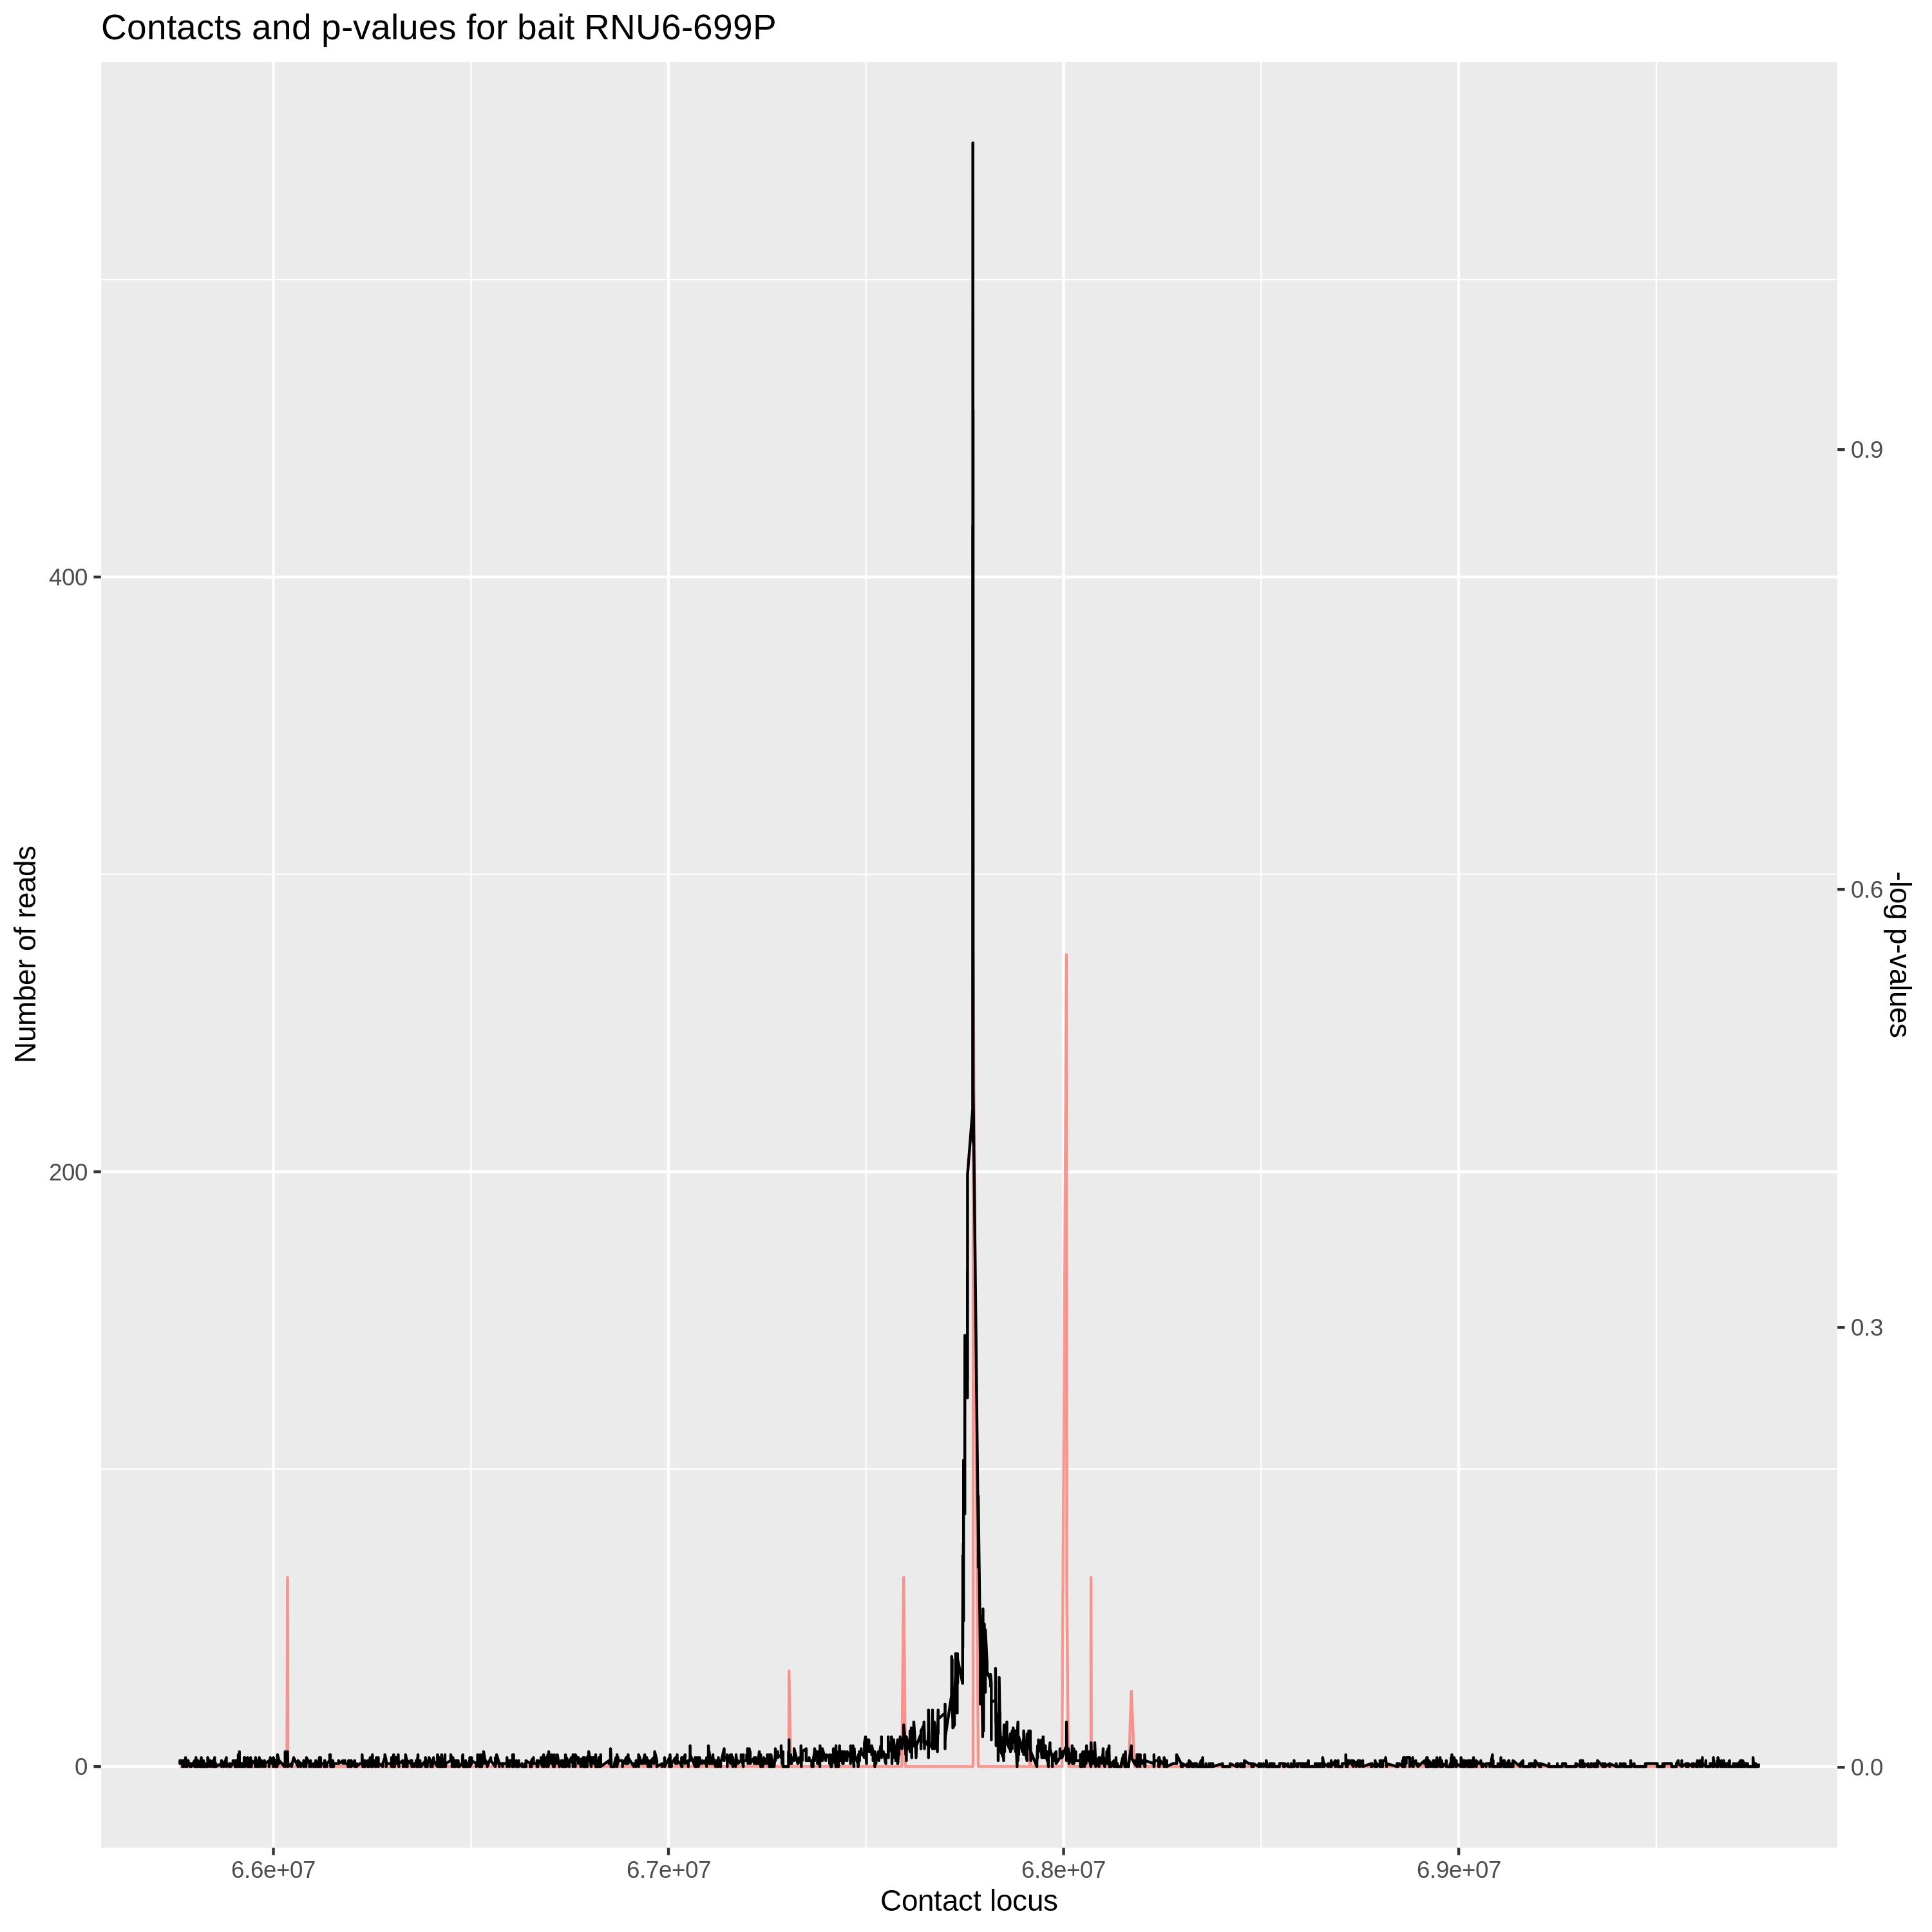 Contacts and p-values for bait RNU6-699P
Number of reads
400
200
0
0.9
0.6
0.3
0.0
-log p-values
6.6e+07
6.7e+07
6.8e+07
6.9e+07
Contact locus